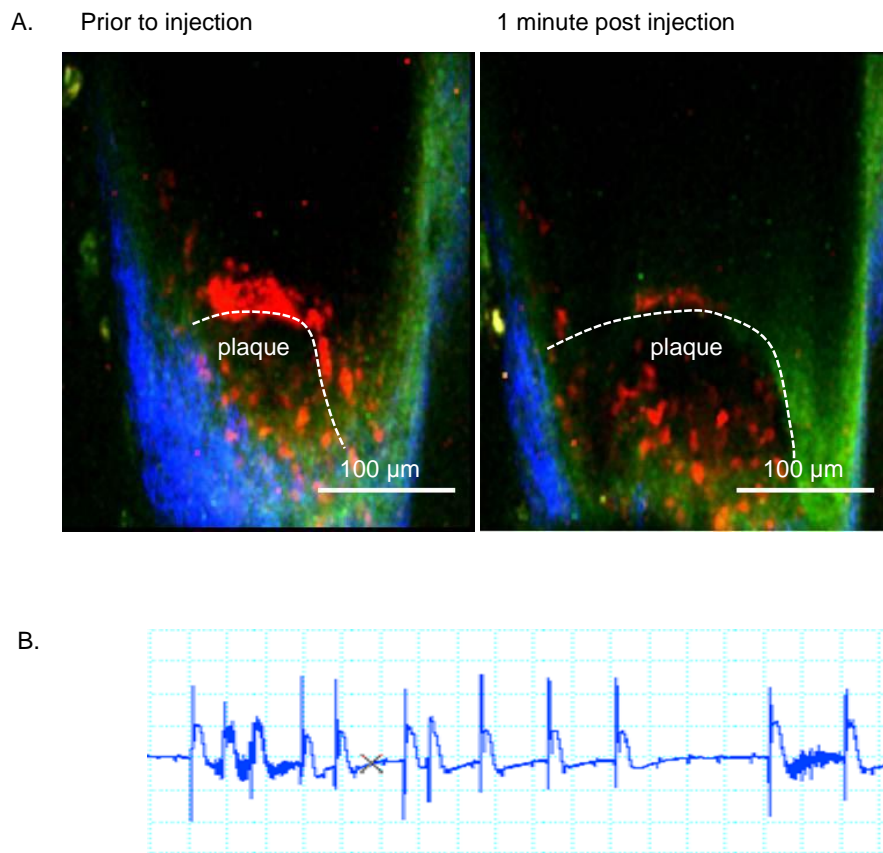 A. Prior to injection 1 minute post injection
plaque plaque
100 µm 100 µm
B.